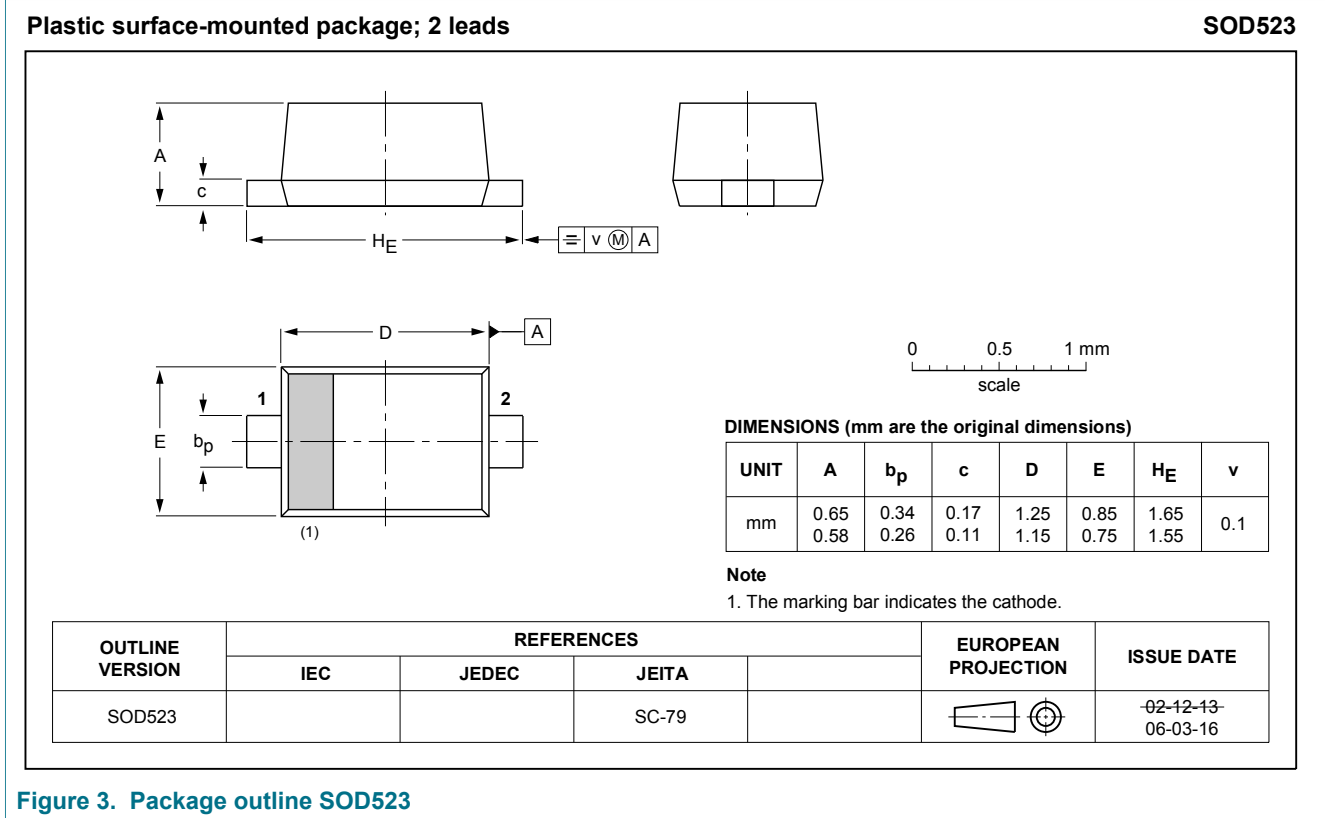 Plastic surface-mounted package; 2 leads SOD523
A
c
HE
v M A
D
A
1
2
E
bp
(1)
0 0.5 1 mm
scale
DIMENSIONS (mm are the original dimensions)
UNIT A bp c D E HE v
mm 0.65 0.34 0.17 1.25 0.85 1.65 0.1
0.58 0.26 0.11 1.15 0.75 1.55
Note
1. The marking bar indicates the cathode.
OUTLINE VERSION REFERENCES EUROPEAN PROJECTION ISSUE DATE
IEC JEDEC JEITA
SOD523 SC-79 02-12-13
06-03-16
Figure 3. Package outline SOD523